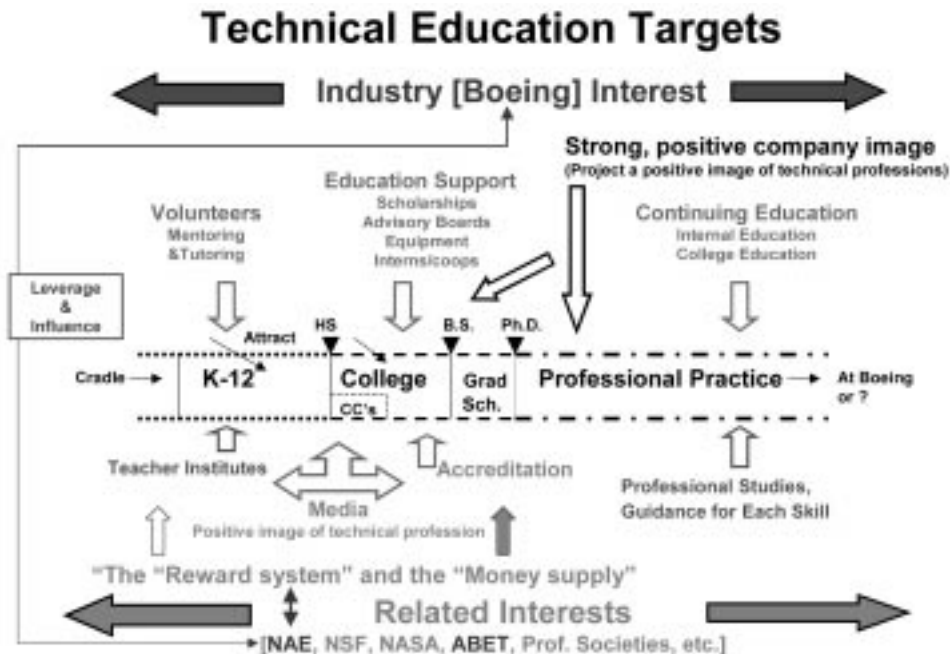 Technical Education Targets
Industry [Boeing] Interest
Strong, positive company image
(Project a positive image of technical professions)
Education Support
Scholarships
Advisory Boards
Equipment
Interns/coops
Volunteers
Mentoring
&Tutoring
Continuing Education
Internal Education
College Education
Leverage
&
Influence
Attract
HS
B.S.
Ph.D.
Cradle
K-12
College
CC's
Grad
Sch.
Professional Practice
At Boeing
or ?
Teacher Institutes
Accreditation
Media
Positive image of technical profession
Professional Studies,
Guidance for Each Skill
“The “Reward system” and the “Money supply”
Related Interests
[NAE, NSF, NASA, ABET, Prof. Societies, etc.]